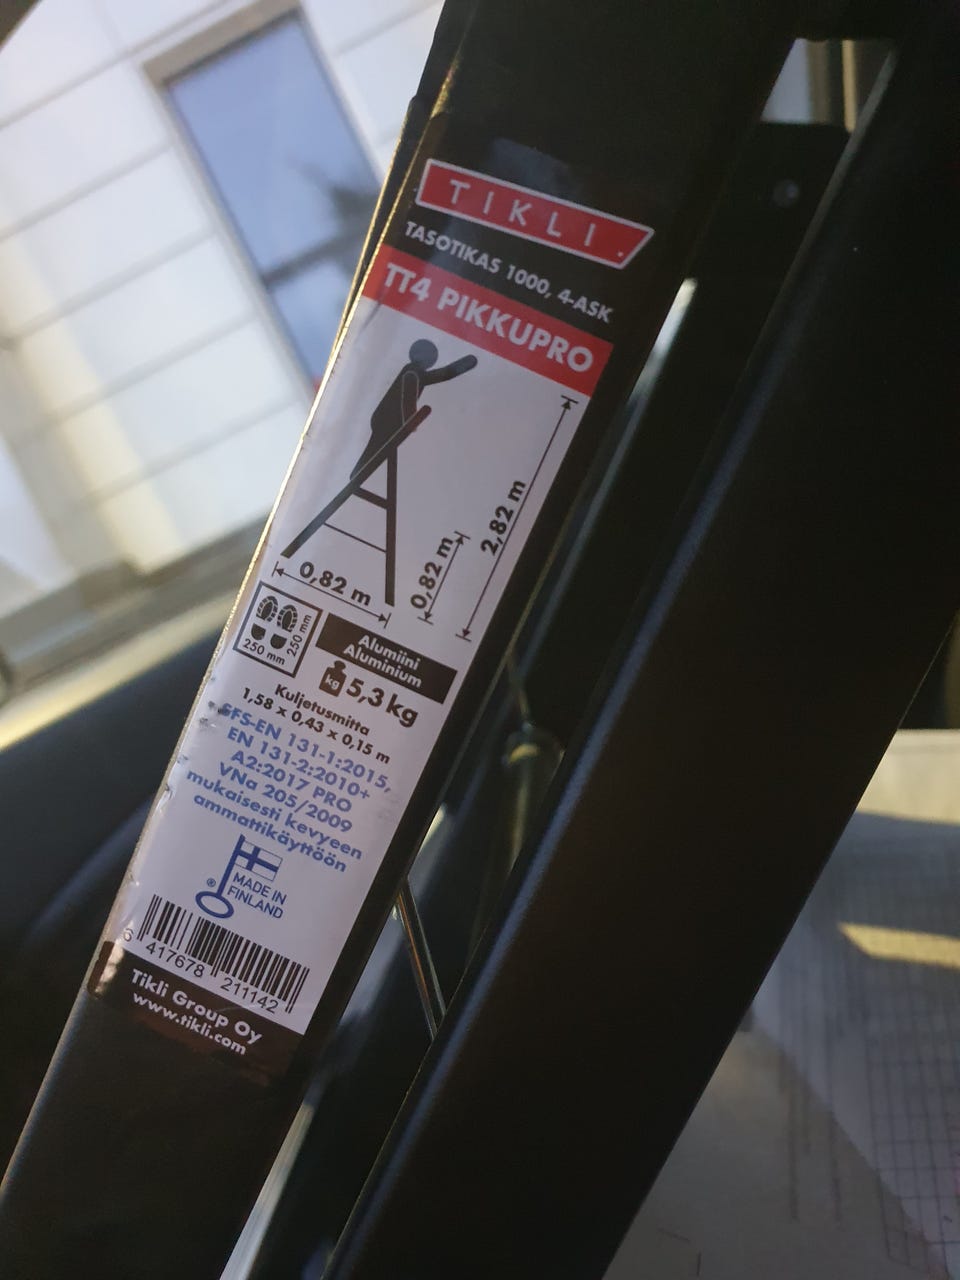 TIKLI
TASOTIKAS 1000, 4-ASK
TT4 PIKKUPRO
2,82 m
0,82 m
0,82 m
250 mm
250 mm
Alumiini
Aluminium
kg 5,3 kg
Kuljetusmitta
1,58 x 0,43 x 0,15 m
SFS-EN 131-1:2015,
EN 131-2:2010+
A2:2017 PRO
VNa 205/2009
mukaisesti kevyeen
ammattikäyttöön
® MADE IN
FINLAND
6 417678 211142
Tikli Group Oy
www.tikli.com